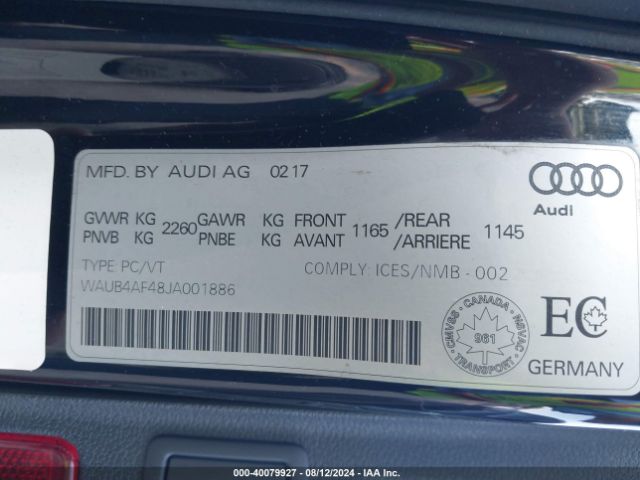 MFD. BY AUDI AG 0217
Audi
GVWR KG 2260 GAWR KG FRONT 1165 /REAR 1145
PNVB KG PNBE KG AVANT /ARRIERE
TYPE PC/VT COMPLY: ICES/NMB - 002
WAUB4AF48JA001886
CMVSS - CANADA - NSVAC
961
TRANSPORT
EC
GERMANY
000-40079927 - 08/12/2024 - IAA Inc.